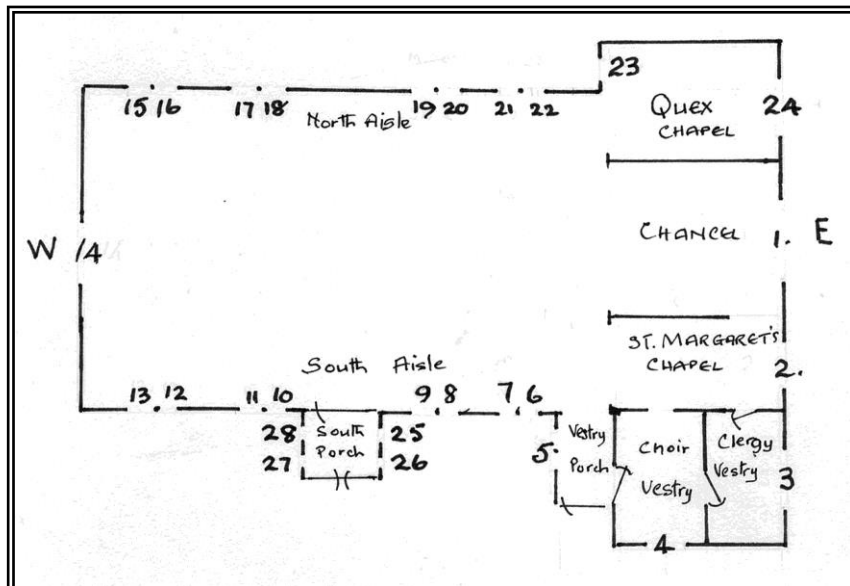 23
15 16 17 18 19 20 21 22
North Aisle
QUEX
CHAPEL
24
W 14
CHANCEL 1. E
ST. MARGARET'S
CHAPEL
2.
South Aisle
13 12 11 10 9 8 7 6
28 South 25
27 Porch 26
5. Vestry
Porch
Choir
Vestry
Clergy
Vestry
3
4